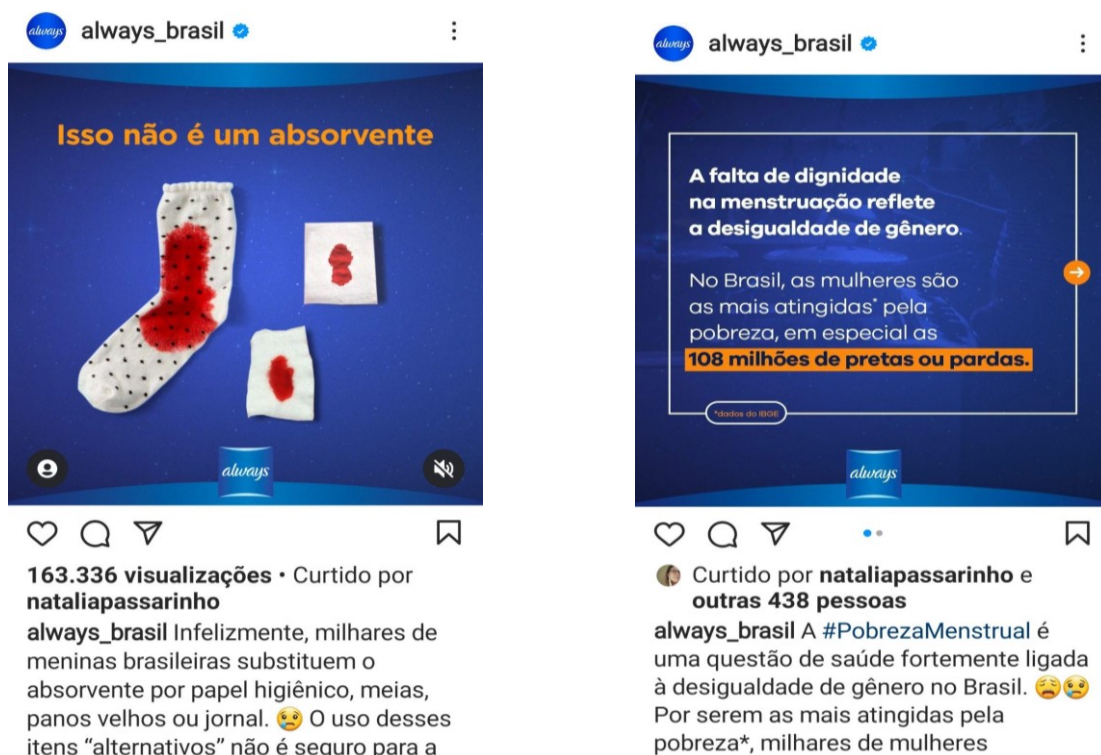 always_brasil
Isso não é um absorvente
always
163.336 visualizações • Curtido por
nataliapassarinho
always_brasil Infelizmente, milhares de
meninas brasileiras substituem o
absorvente por papel higiênico, meias,
panos velhos ou jornal. 😢 O uso desses
itens “alternativos” não é seguro para a
always_brasil
A falta de dignidade
na menstruação reflete
a desigualdade de gênero.
No Brasil, as mulheres são
as mais atingidas* pela
pobreza, em especial as
108 milhões de pretas ou pardas.
*dados do IBGE
always
Curtido por nataliapassarinho e
outras 438 pessoas
always_brasil A #PobrezaMenstrual é
uma questão de saúde fortemente ligada
à desigualdade de gênero no Brasil. 😩😢
Por serem as mais atingidas pela
pobreza*, milhares de mulheres